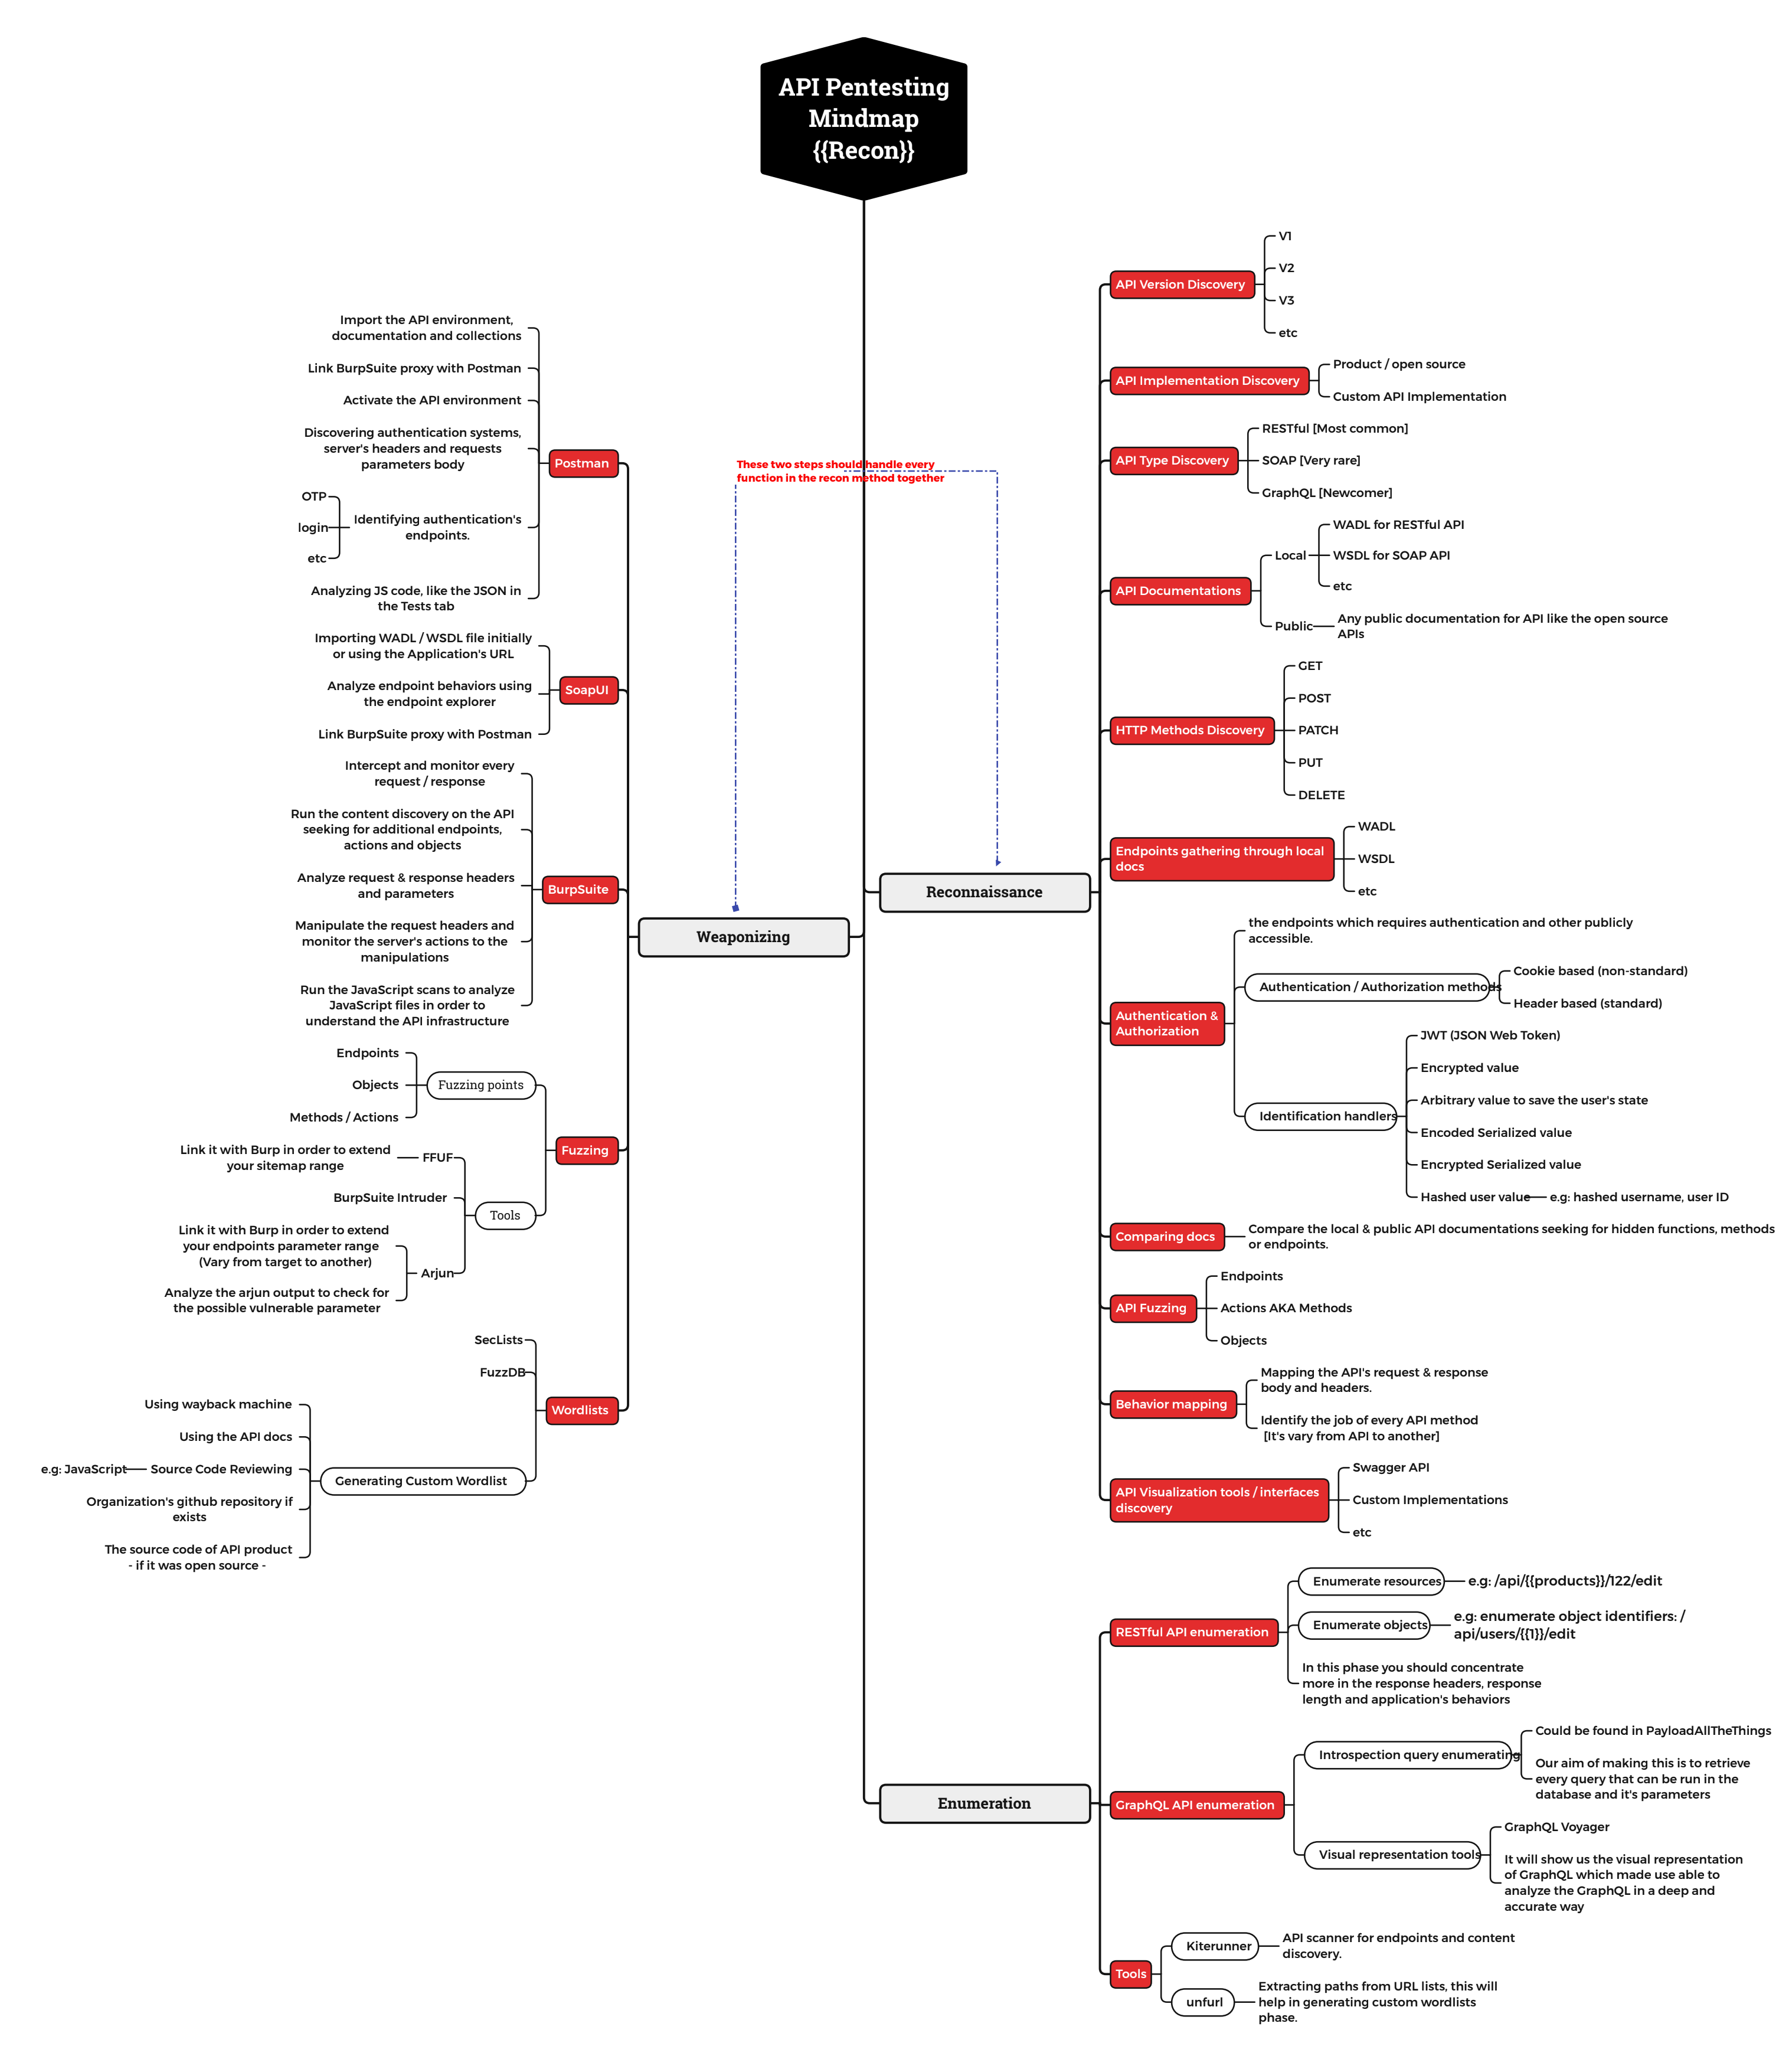 API Pentesting
Mindmap
{{Recon}}
These two steps should handle every
function in the recon method together
Weaponizing
Postman
Import the API environment,
documentation and collections
Link BurpSuite proxy with Postman
Activate the API environment
Discovering authentication systems,
server's headers and requests
parameters body
Identifying authentication's
endpoints.
OTP
login
etc
Analyzing JS code, like the JSON in
the Tests tab
SoapUI
Importing WADL / WSDL file initially
or using the Application's URL
Analyze endpoint behaviors using
the endpoint explorer
Link BurpSuite proxy with Postman
BurpSuite
Intercept and monitor every
request / response
Run the content discovery on the API
seeking for additional endpoints,
actions and objects
Analyze request & response headers
and parameters
Manipulate the request headers and
monitor the server's actions to the
manipulations
Run the JavaScript scans to analyze
JavaScript files in order to
understand the API infrastructure
Fuzzing
Fuzzing points
Endpoints
Objects
Methods / Actions
Tools
FFUF
Link it with Burp in order to extend
your sitemap range
BurpSuite Intruder
Arjun
Link it with Burp in order to extend
your endpoints parameter range
(Vary from target to another)
Analyze the arjun output to check for
the possible vulnerable parameter
Wordlists
SecLists
FuzzDB
Generating Custom Wordlist
Using wayback machine
Using the API docs
Source Code Reviewing
e.g: JavaScript
Organization's github repository if
exists
The source code of API product
- if it was open source -
Reconnaissance
API Version Discovery
V1
V2
V3
etc
API Implementation Discovery
Product / open source
Custom API Implementation
API Type Discovery
RESTful [Most common]
SOAP [Very rare]
GraphQL [Newcomer]
API Documentations
Local
WADL for RESTful API
WSDL for SOAP API
etc
Public
Any public documentation for API like the open source
APIs
HTTP Methods Discovery
GET
POST
PATCH
PUT
DELETE
Endpoints gathering through local
docs
WADL
WSDL
etc
Authentication &
Authorization
the endpoints which requires authentication and other publicly
accessible.
Authentication / Authorization methods
Cookie based (non-standard)
Header based (standard)
Identification handlers
JWT (JSON Web Token)
Encrypted value
Arbitrary value to save the user's state
Encoded Serialized value
Encrypted Serialized value
Hashed user value
e.g: hashed username, user ID
Comparing docs
Compare the local & public API documentations seeking for hidden functions, methods
or endpoints.
API Fuzzing
Endpoints
Actions AKA Methods
Objects
Behavior mapping
Mapping the API's request & response
body and headers.
Identify the job of every API method
[It's vary from API to another]
API Visualization tools / interfaces
discovery
Swagger API
Custom Implementations
etc
Enumeration
RESTful API enumeration
Enumerate resources
e.g: /api/{{products}}/122/edit
Enumerate objects
e.g: enumerate object identifiers: /
api/users/{{1}}/edit
In this phase you should concentrate
more in the response headers, response
length and application's behaviors
GraphQL API enumeration
Introspection query enumerating
Could be found in PayloadAllTheThings
Our aim of making this is to retrieve
every query that can be run in the
database and it's parameters
Visual representation tools
GraphQL Voyager
It will show us the visual representation
of GraphQL which made use able to
analyze the GraphQL in a deep and
accurate way
Tools
Kiterunner
API scanner for endpoints and content
discovery.
unfurl
Extracting paths from URL lists, this will
help in generating custom wordlists
phase.